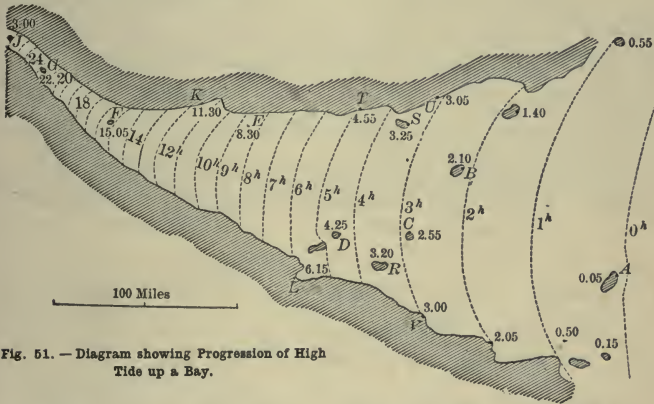 3.00
0.55
J
24
G
22
20
K
T
U
3.05
18
F
11.30
E
4.55
S
1.40
15.05
14
8.30
3.25
12h
10h
9h
8h
7h
6h
5h
4h
3h
2.10
B
2h
1h
0h
4.25
D
C
2.55
6.15
3.20
R
A
0.05
L
100 Miles
V
3.00
2.05
0.50
0.15
Fig. 51. — Diagram showing Progression of High
Tide up a Bay.